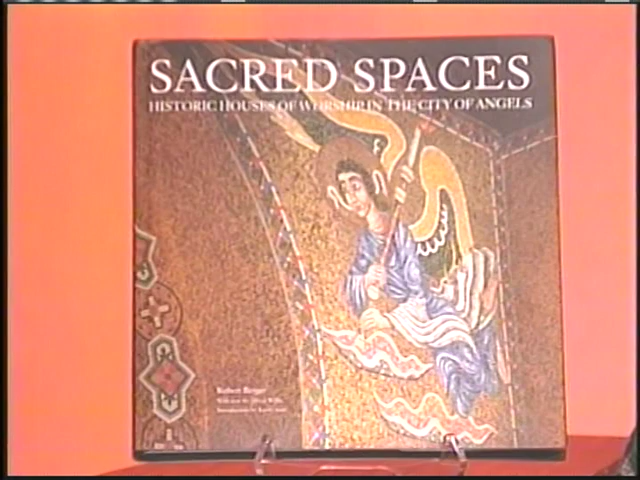 SACRED SPACES
HISTORIC HOUSES OF WORSHIP IN THE CITY OF ANGELS
Robert Berger